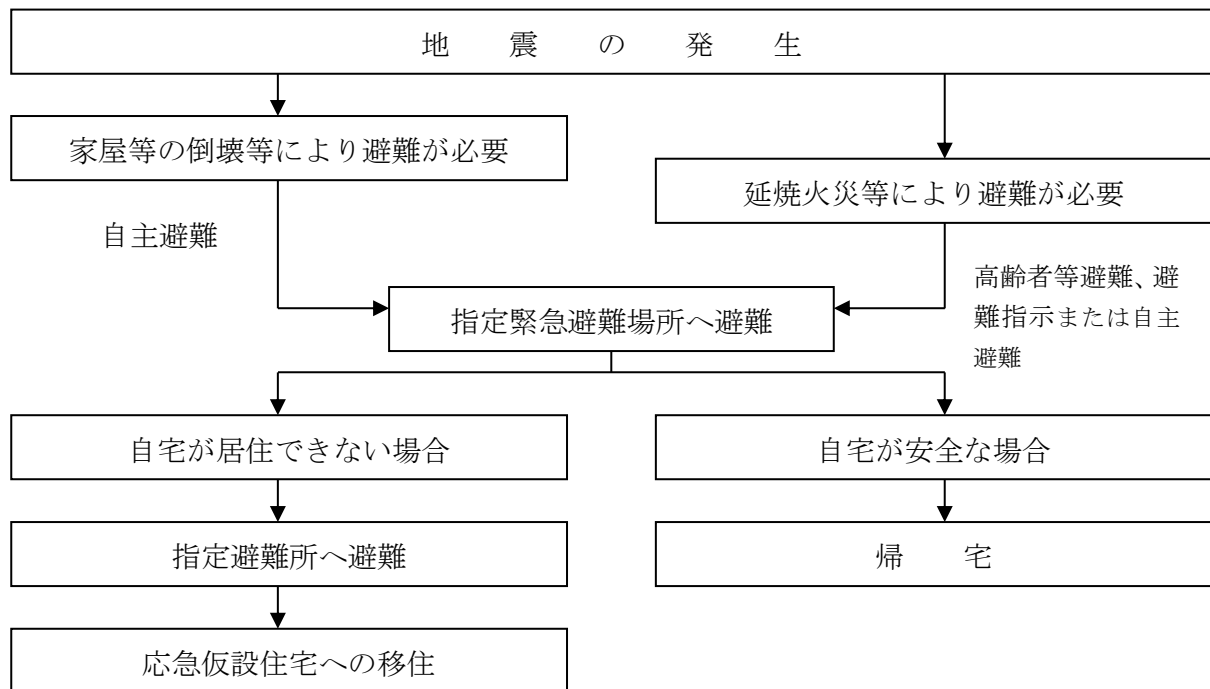 地震の発生
家屋等の倒壊等により避難が必要
延焼火災等により避難が必要
自主避難
高齢者等避難、避
難指示または自主
避難
指定緊急避難場所へ避難
自宅が居住できない場合
自宅が安全な場合
指定避難所へ避難
帰宅
応急仮設住宅への移住